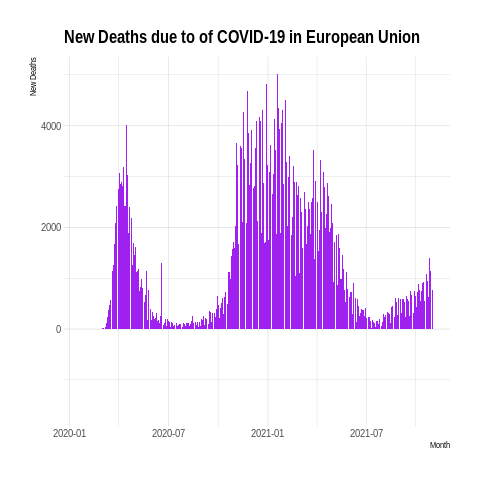 New Deaths due to of COVID-19 in European Union
New Deaths
4000
2000
0
2020-01 2020-07 2021-01 2021-07
Month